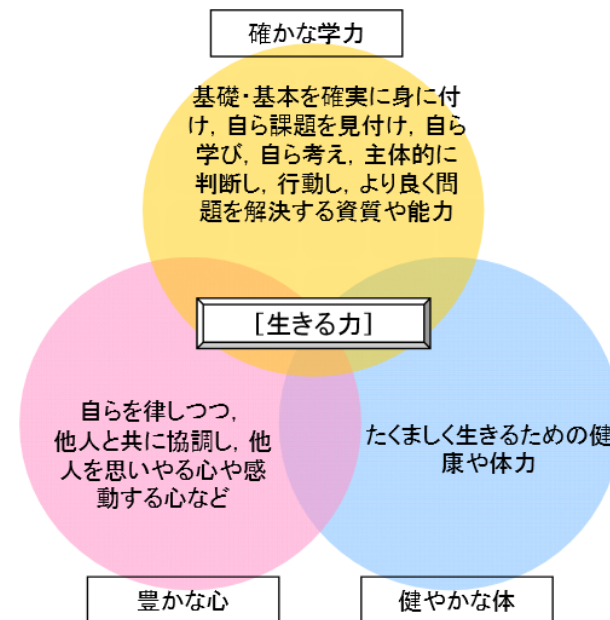 確かな学力
基礎・基本を確実に身に付
け，自ら課題を見付け，自ら
学び，自ら考え，主体的に
判断し，行動し，より良く問
題を解決する資質や能力
［生きる力］
自らを律しつつ，
他人と共に協調し，他
人を思いやる心や感
動する心など
たくましく生きるための健
康や体力
豊かな心
健やかな体